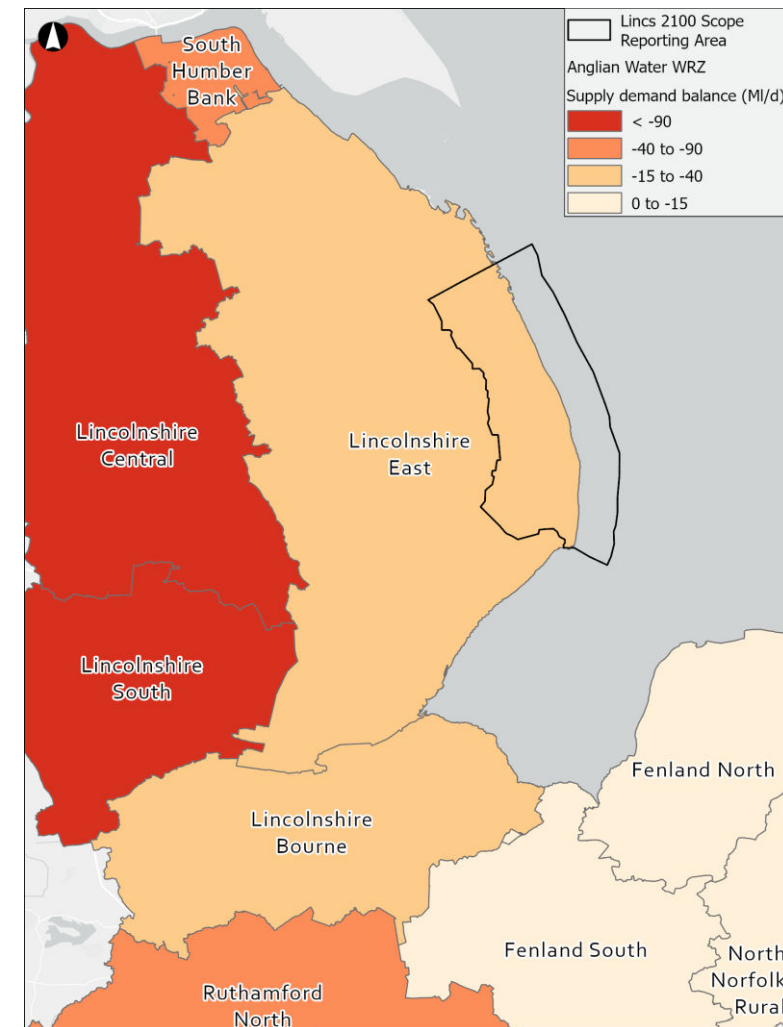 Lincs 2100 Scope
Reporting Area
Anglian Water WRZ
Supply demand balance (Ml/d)
< -90
-40 to -90
-15 to -40
0 to -15
South
Humber
Bank
Lincolnshire
Central
Lincolnshire
East
Lincolnshire
South
Fenland North
Lincolnshire
Bourne
Fenland South
North
Norfolk
Rural
Ruthamford
North